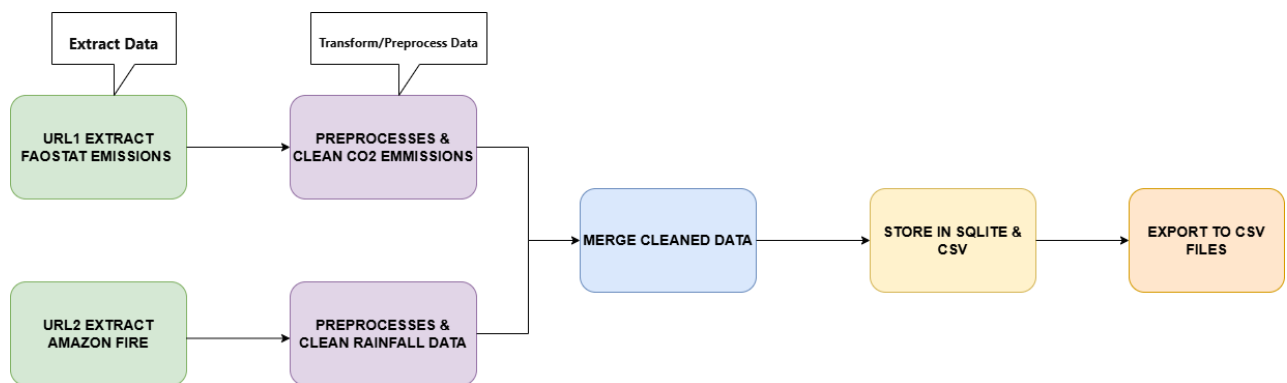 Extract Data
Transform/Preprocess Data
URL1 EXTRACT
FAOSTAT EMISSIONS
PREPROCESSES &
CLEAN CO2 EMMISSIONS
MERGE CLEANED DATA
STORE IN SQLITE &
CSV
EXPORT TO CSV
FILES
URL2 EXTRACT
AMAZON FIRE
PREPROCESSES &
CLEAN RAINFALL DATA